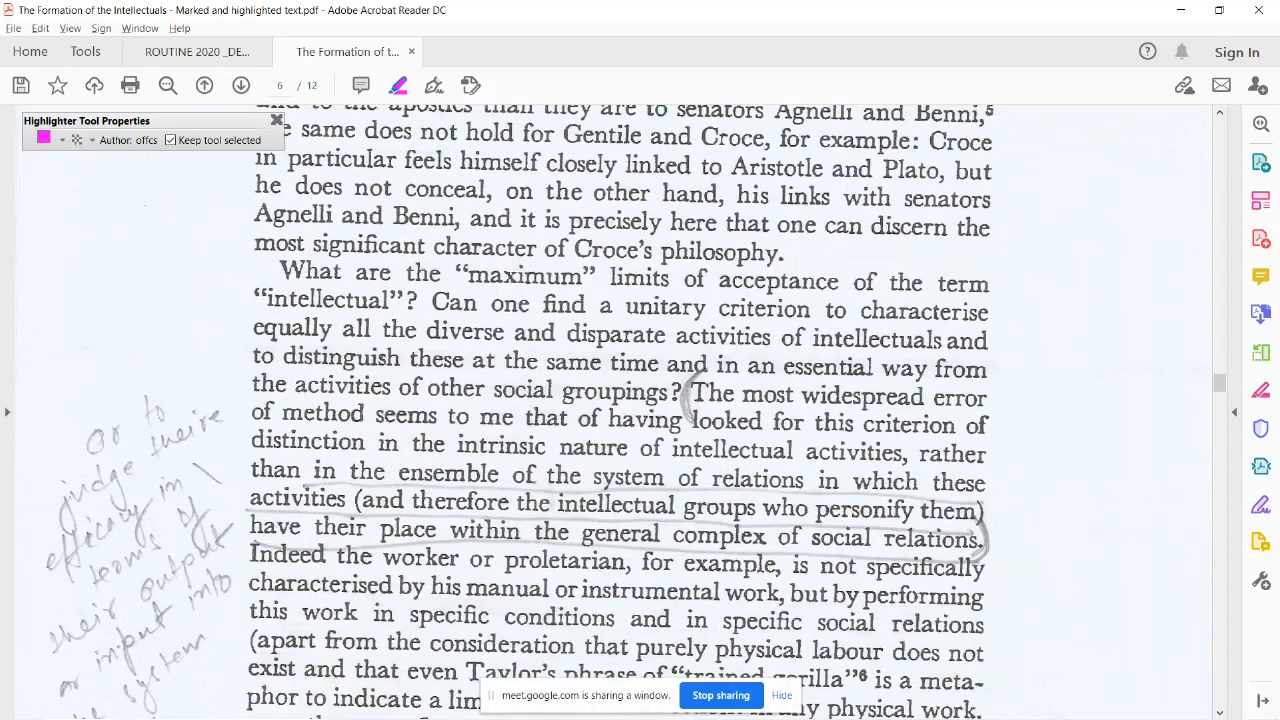 The Formation of the Intellectuals - Marked and highlighted text.pdf - Adobe Acrobat Reader DC
File Edit View Sign Window Help
Home Tools ROUTINE 2020 _DE... The Formation of t... × Sign In
6 / 12
Highlighter Tool Properties
Author: offcs Keep tool selected
and to the apostles than they are to senators Agnelli and Benni,⁵
same does not hold for Gentile and Croce, for example: Croce
in particular feels himself closely linked to Aristotle and Plato, but
he does not conceal, on the other hand, his links with senators
Agnelli and Benni, and it is precisely here that one can discern the
most significant character of Croce's philosophy.
What are the "maximum" limits of acceptance of the term
"intellectual"? Can one find a unitary criterion to characterise
equally all the diverse and disparate activities of intellectuals and
to distinguish these at the same time and in an essential way from
the activities of other social groupings? The most widespread error
of method seems to me that of having looked for this criterion of
distinction in the intrinsic nature of intellectual activities, rather
than in the ensemble of the system of relations in which these
activities (and therefore the intellectual groups who personify them)
have their place within the general complex of social relations.
Indeed the worker or proletarian, for example, is not specifically
characterised by his manual or instrumental work, but by performing
this work in specific conditions and in specific social relations
(apart from the consideration that purely physical labour does not
exist and that even Taylor's phrase of "trained gorilla"⁶ is a meta-
phor to indicate a lim
in any physical work,
Or to
judge their
efficacy in
terms of
their output
or input into
system
meet.google.com is sharing a window. Stop sharing Hide